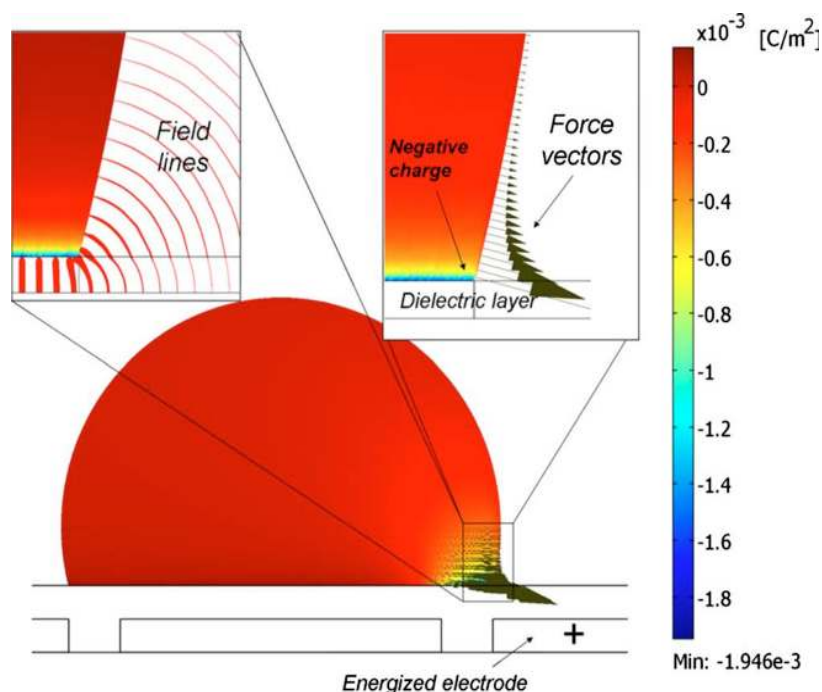 Field
lines
Negative
charge
Force
vectors
Dielectric layer
x10⁻³ [C/m²]
0
-0.2
-0.4
-0.6
-0.8
-1
-1.2
-1.4
-1.6
-1.8
Min: -1.946e-3
+
Energized electrode